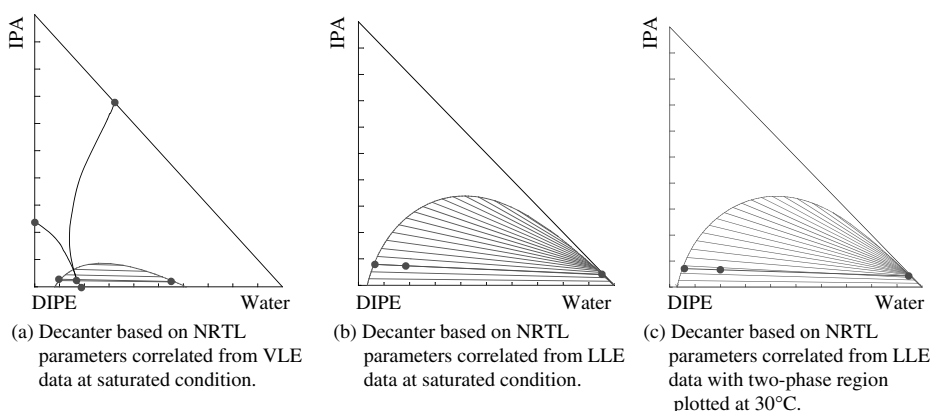 IPA
DIPE
Water
(a) Decanter based on NRTL
parameters correlated from VLE
data at saturated condition.
IPA
DIPE
Water
(b) Decanter based on NRTL
parameters correlated from LLE
data at saturated condition.
IPA
DIPE
Water
(c) Decanter based on NRTL
parameters correlated from LLE
data with two-phase region
plotted at 30°C.